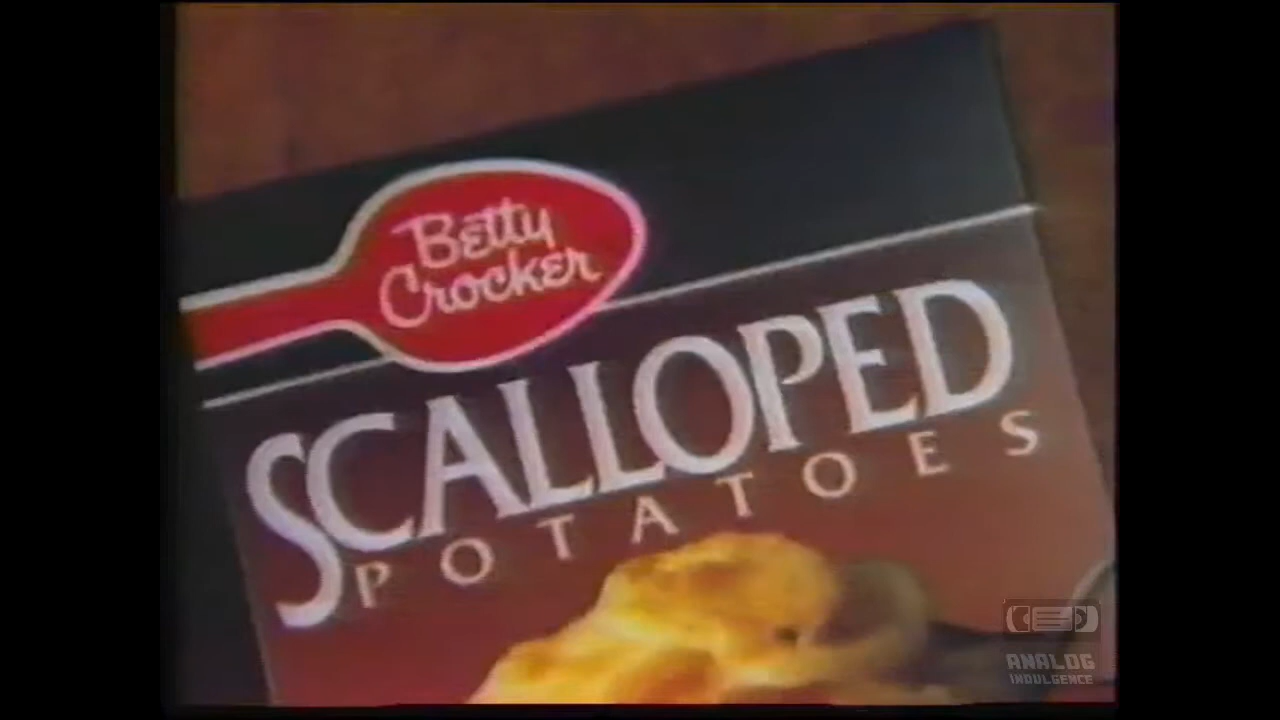 Betty
Crocker
SCALLOPED
POTATOES
ANALOG
INDULGENCE